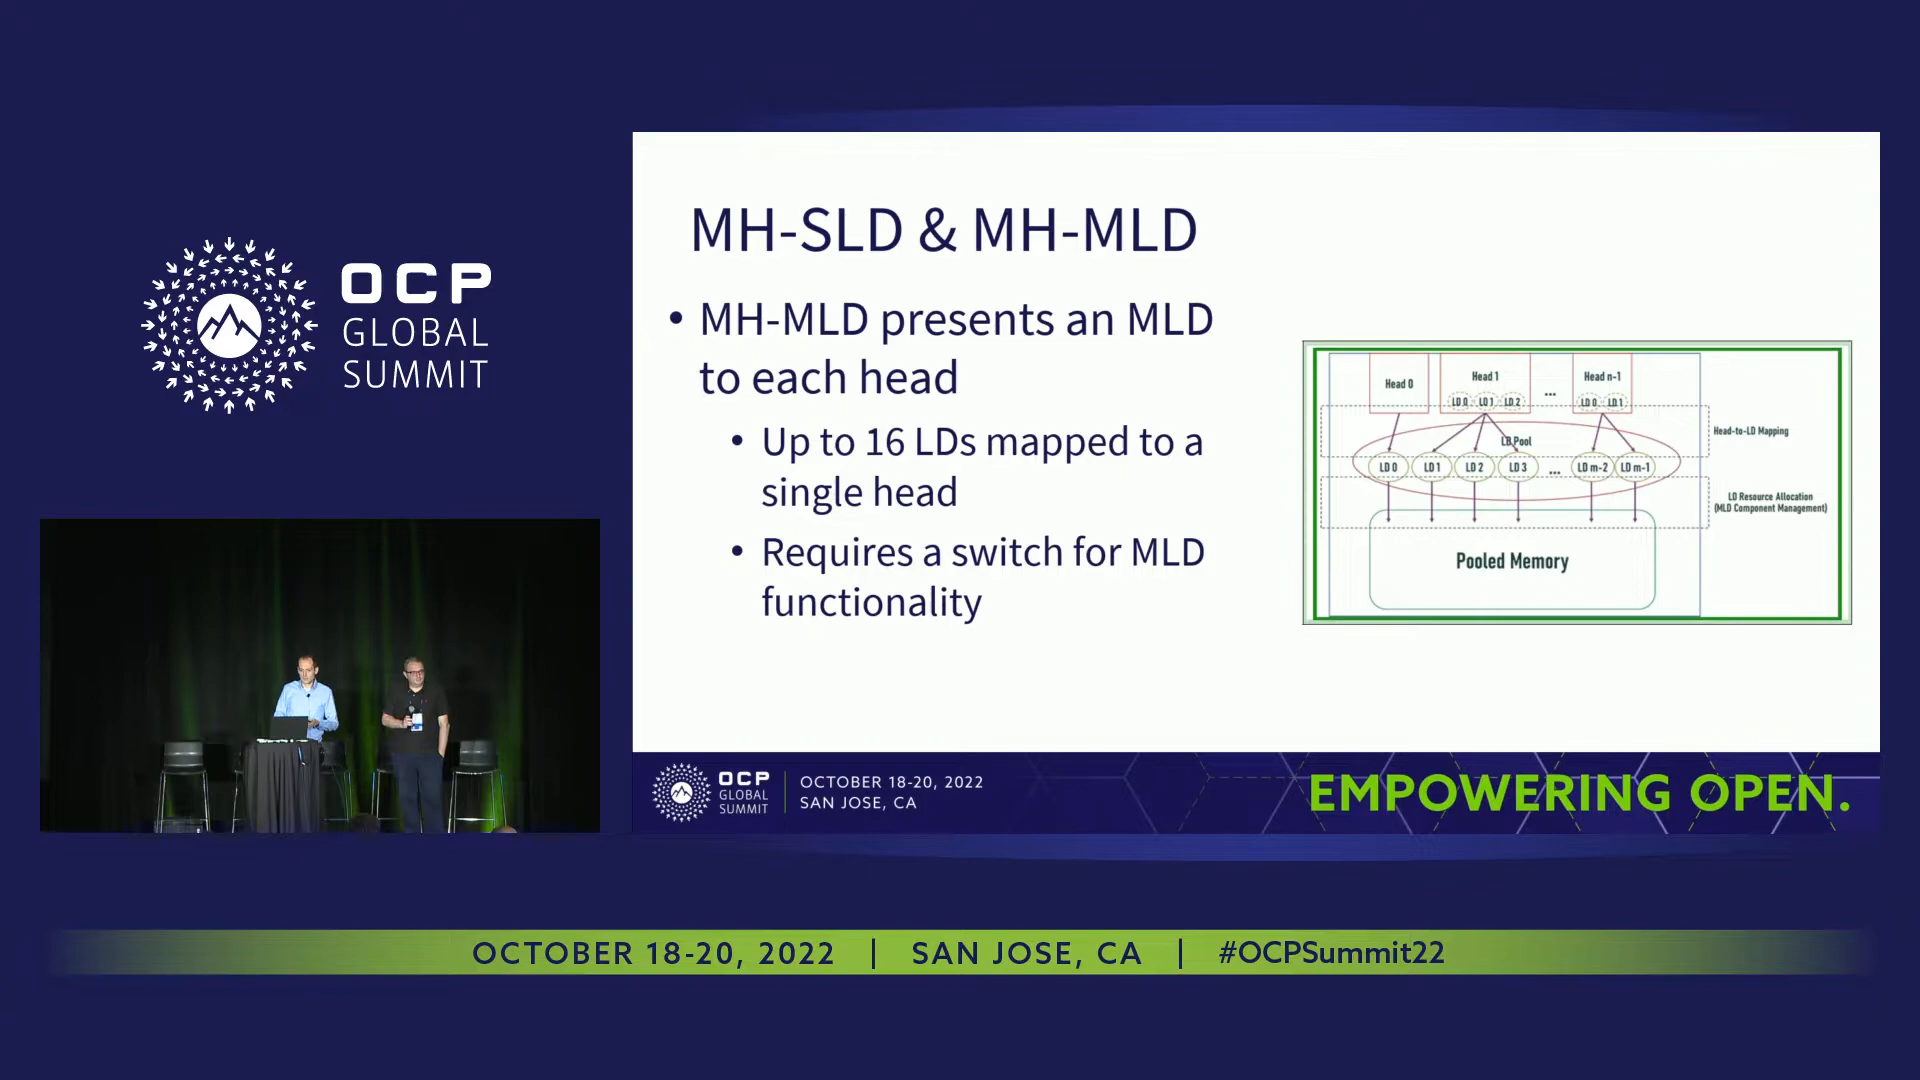 OCP
GLOBAL
SUMMIT
MH-SLD & MH-MLD
• MH-MLD presents an MLD
to each head
• Up to 16 LDs mapped to a
single head
• Requires a switch for MLD
functionality
Head 0
Head 1
Head n-1
LD 0 LD 1 LD 2
...
LD 0 LD 1
Head-to-LD Mapping
LD Pool
LD 0 LD 1 LD 2 LD 3 ... LD m-2 LD m-1
LD Resource Allocation
(MLD Component Management)
Pooled Memory
OCP
GLOBAL
SUMMIT
OCTOBER 18-20, 2022
SAN JOSE, CA
EMPOWERING OPEN.
OCTOBER 18-20, 2022 | SAN JOSE, CA | #OCPSummit22